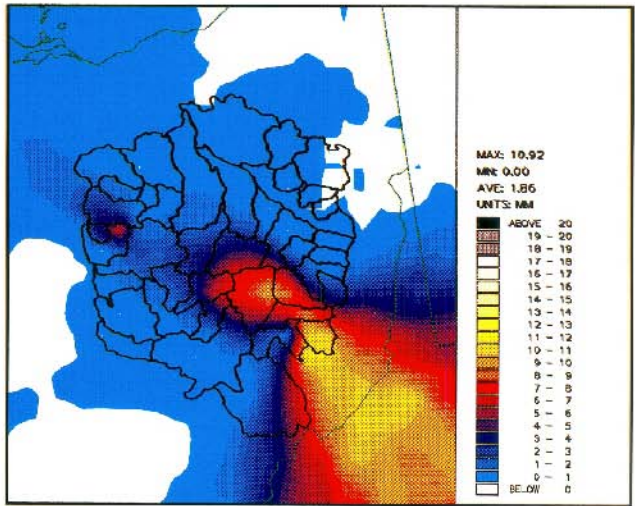 MAX: 10.92
MIN: 0.00
AVE: 1.86
UNITS: MM
ABOVE 20
19 - 20
18 - 19
17 - 18
16 - 17
15 - 16
14 - 15
13 - 14
12 - 13
11 - 12
10 - 11
9 - 10
8 - 9
7 - 8
6 - 7
5 - 6
4 - 5
3 - 4
2 - 3
1 - 2
0 - 1
BELOW 0